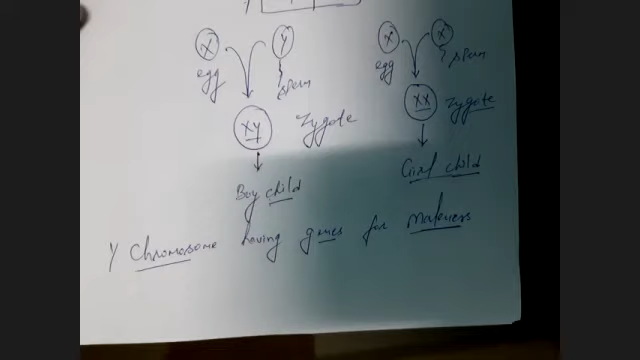 X Y X X
egg sperm egg sperm
XY Zygote XX Zygote
Boy child Girl child
Y Chromosome having genes for Maleness